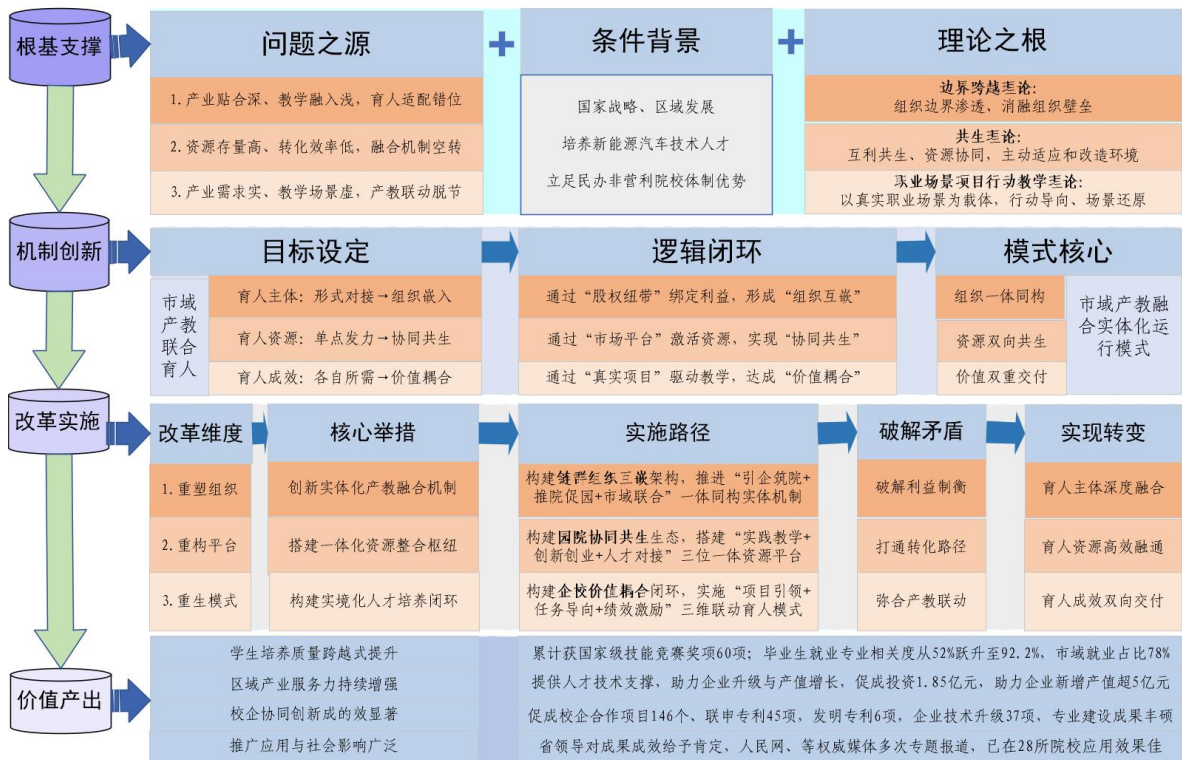 根基支撑
问题之源
+
条件背景
+
理论之根
1.产业贴合深、教学融入浅，育人适配错位
2.资源存量高、转化效率低，融合机制空转
3.产业需求实、教学场景虚，产教联动脱节
国家战略、区域发展
培养新能源汽车技术人才
立足民办非营利院校体制优势
边界跨越理论：
组织边界渗透、消融组织壁垒
共生理论：
互利共生、资源协同，主动适应和改造环境
职业场景项目行动教学理论：
以真实职业场景为载体，行动导向、场景还原
机制创新
目标设定
逻辑闭环
模式核心
市域
产教
联合
育人
育人主体：形式对接→组织嵌入
育人资源：单点发力→协同共生
育人成效：各自所需→价值耦合
通过“股权纽带”绑定利益，形成“组织互嵌”
通过“市场平台”激活资源，实现“协同共生”
通过“真实项目”驱动教学，达成“价值耦合”
组织一体同构
资源双向共生
价值双重交付
市域产教融
合实体化运
行模式
改革实施
改革维度
核心举措
实施路径
破解矛盾
实现转变
1.重塑组织
创新实体化产教融合机制
构建链群组织互嵌架构，推进“引企筑院+
推院促园+市域联合”一体同构实体机制
破解利益制衡
育人主体深度融合
2.重构平台
搭建一体化资源整合枢纽
构建园院协同共生生态，搭建“实践教学+
创新创业+人才对接”三位一体资源平台
打通转化路径
育人资源高效融通
3.重生模式
构建实境化人才培养闭环
构建企校价值耦合闭环，实施“项目引领+
任务导向+绩效激励”三维联动育人模式
弥合产教联动
育人成效双向交付
价值产出
学生培养质量跨越式提升
累计获国家级技能竞赛奖项60项；毕业生就业专业相关度从52%跃升至92.2%，市域就业占比78%
区域产业服务力持续增强
提供人才技术支撑，助力企业升级与产值增长，促成投资1.85亿元，助力企业新增产值超5亿元
校企协同创新成的效显著
促成校企合作项目146个、联申专利45项，发明专利6项，企业技术升级37项，专业建设成果丰硕
推广应用与社会影响广泛
省领导对成果成效给予肯定，人民网、等权威媒体多次专题报道，已在28所院校应用效果佳